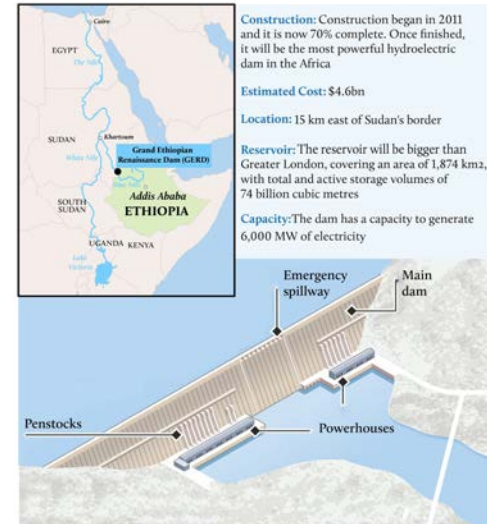 Cairo
EGYPT
The Nile
SUDAN
Khartoum
White Nile
Grand Ethiopian
Renaissance Dam (GERD)
Blue Nile
Addis Ababa
ETHIOPIA
SOUTH
SUDAN
UGANDA KENYA
Lake
Victoria
Construction: Construction began in 2011
and it is now 70% complete. Once finished,
it will be the most powerful hydroelectric
dam in the Africa
Estimated Cost: $4.6bn
Location: 15 km east of Sudan's border
Reservoir: The reservoir will be bigger than
Greater London, covering an area of 1,874 km2,
with total and active storage volumes of
74 billion cubic metres
Capacity:The dam has a capacity to generate
6,000 MW of electricity
Emergency
spillway
Main
dam
Penstocks
Powerhouses